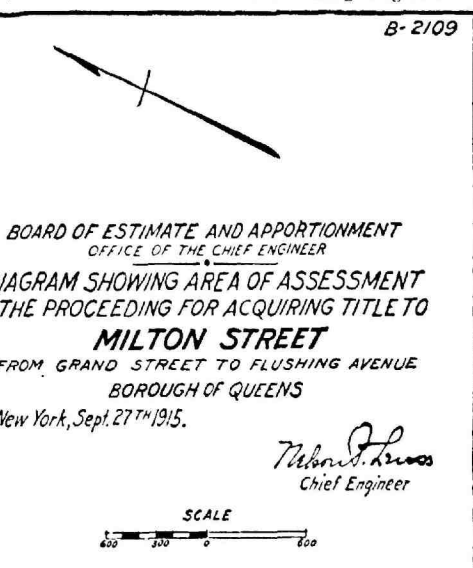 B-2109
BOARD OF ESTIMATE AND APPORTIONMENT
OFFICE OF THE CHIEF ENGINEER
IAGRAM SHOWING AREA OF ASSESSMENT
THE PROCEEDING FOR ACQUIRING TITLE TO
MILTON STREET
FROM GRAND STREET TO FLUSHING AVENUE
BOROUGH OF QUEENS
New York, Sept. 27TH 1915.
Nelson P. Lewis
Chief Engineer
SCALE
600 300 0 600